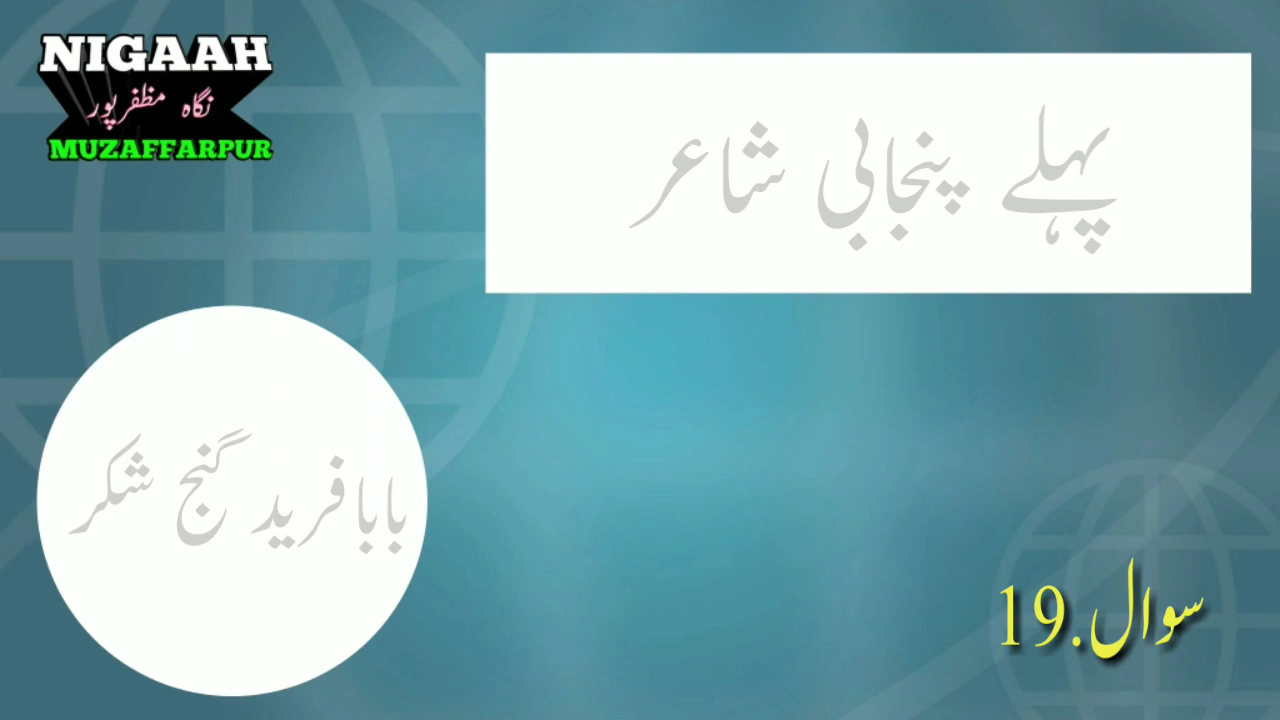 NIGAAH
نگاہ مظفرپور
MUZAFFARPUR
پہلے پنجابی شاعر
بابا فرید گنج شکر
سوال.19